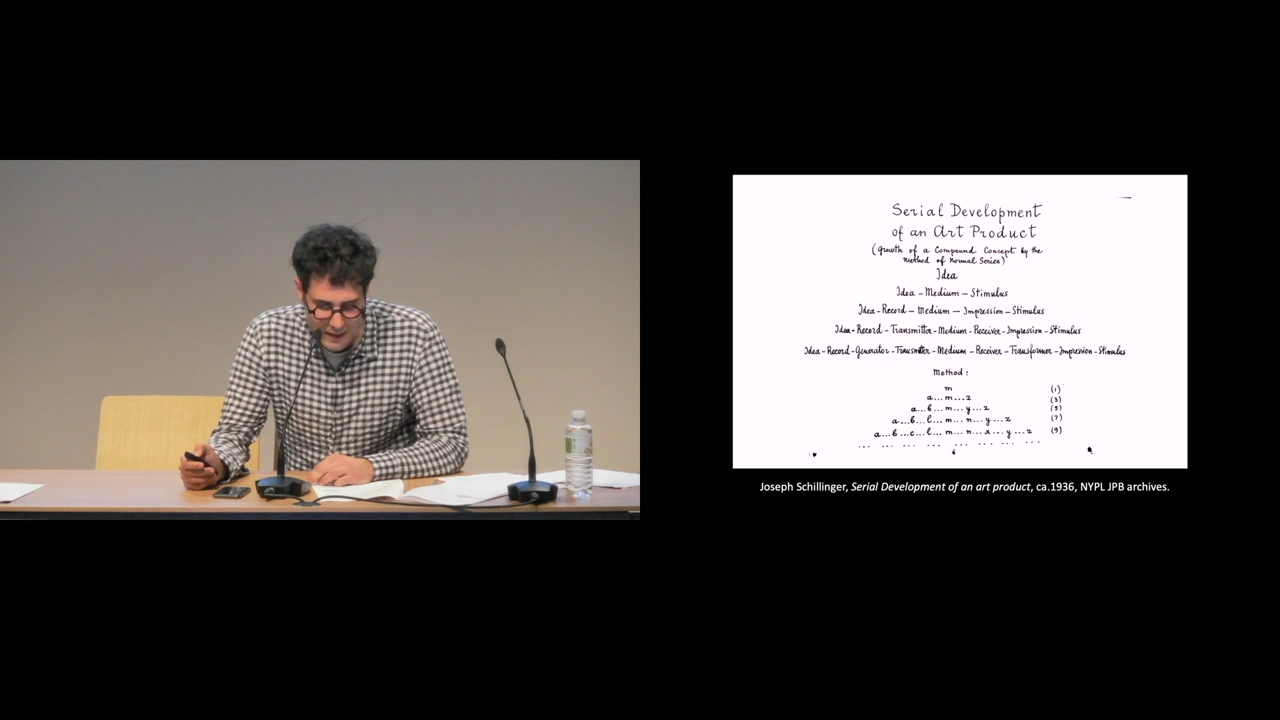 Serial Development
of an Art Product
(Growth of a Compound Concept by the
method of Normal Series)
Idea
Idea – Medium – Stimulus
Idea – Record – Medium – Impression – Stimulus
Idea – Record – Transmitter – Medium – Receiver – Impression – Stimulus
Idea – Record – Generator – Transmitter – Medium – Receiver – Transformer – Impression – Stimulus
Method:
m (1)
a... m ... z (3)
a... b... m ... y ... z (5)
a ... b... l... m ... n ... y ... z (7)
a ... b ... c ... l ... m ... n ... x ... y ... z (9)
... ... ... ... ... ... ... ...
Joseph Schillinger, Serial Development of an art product, ca.1936, NYPL JPB archives.